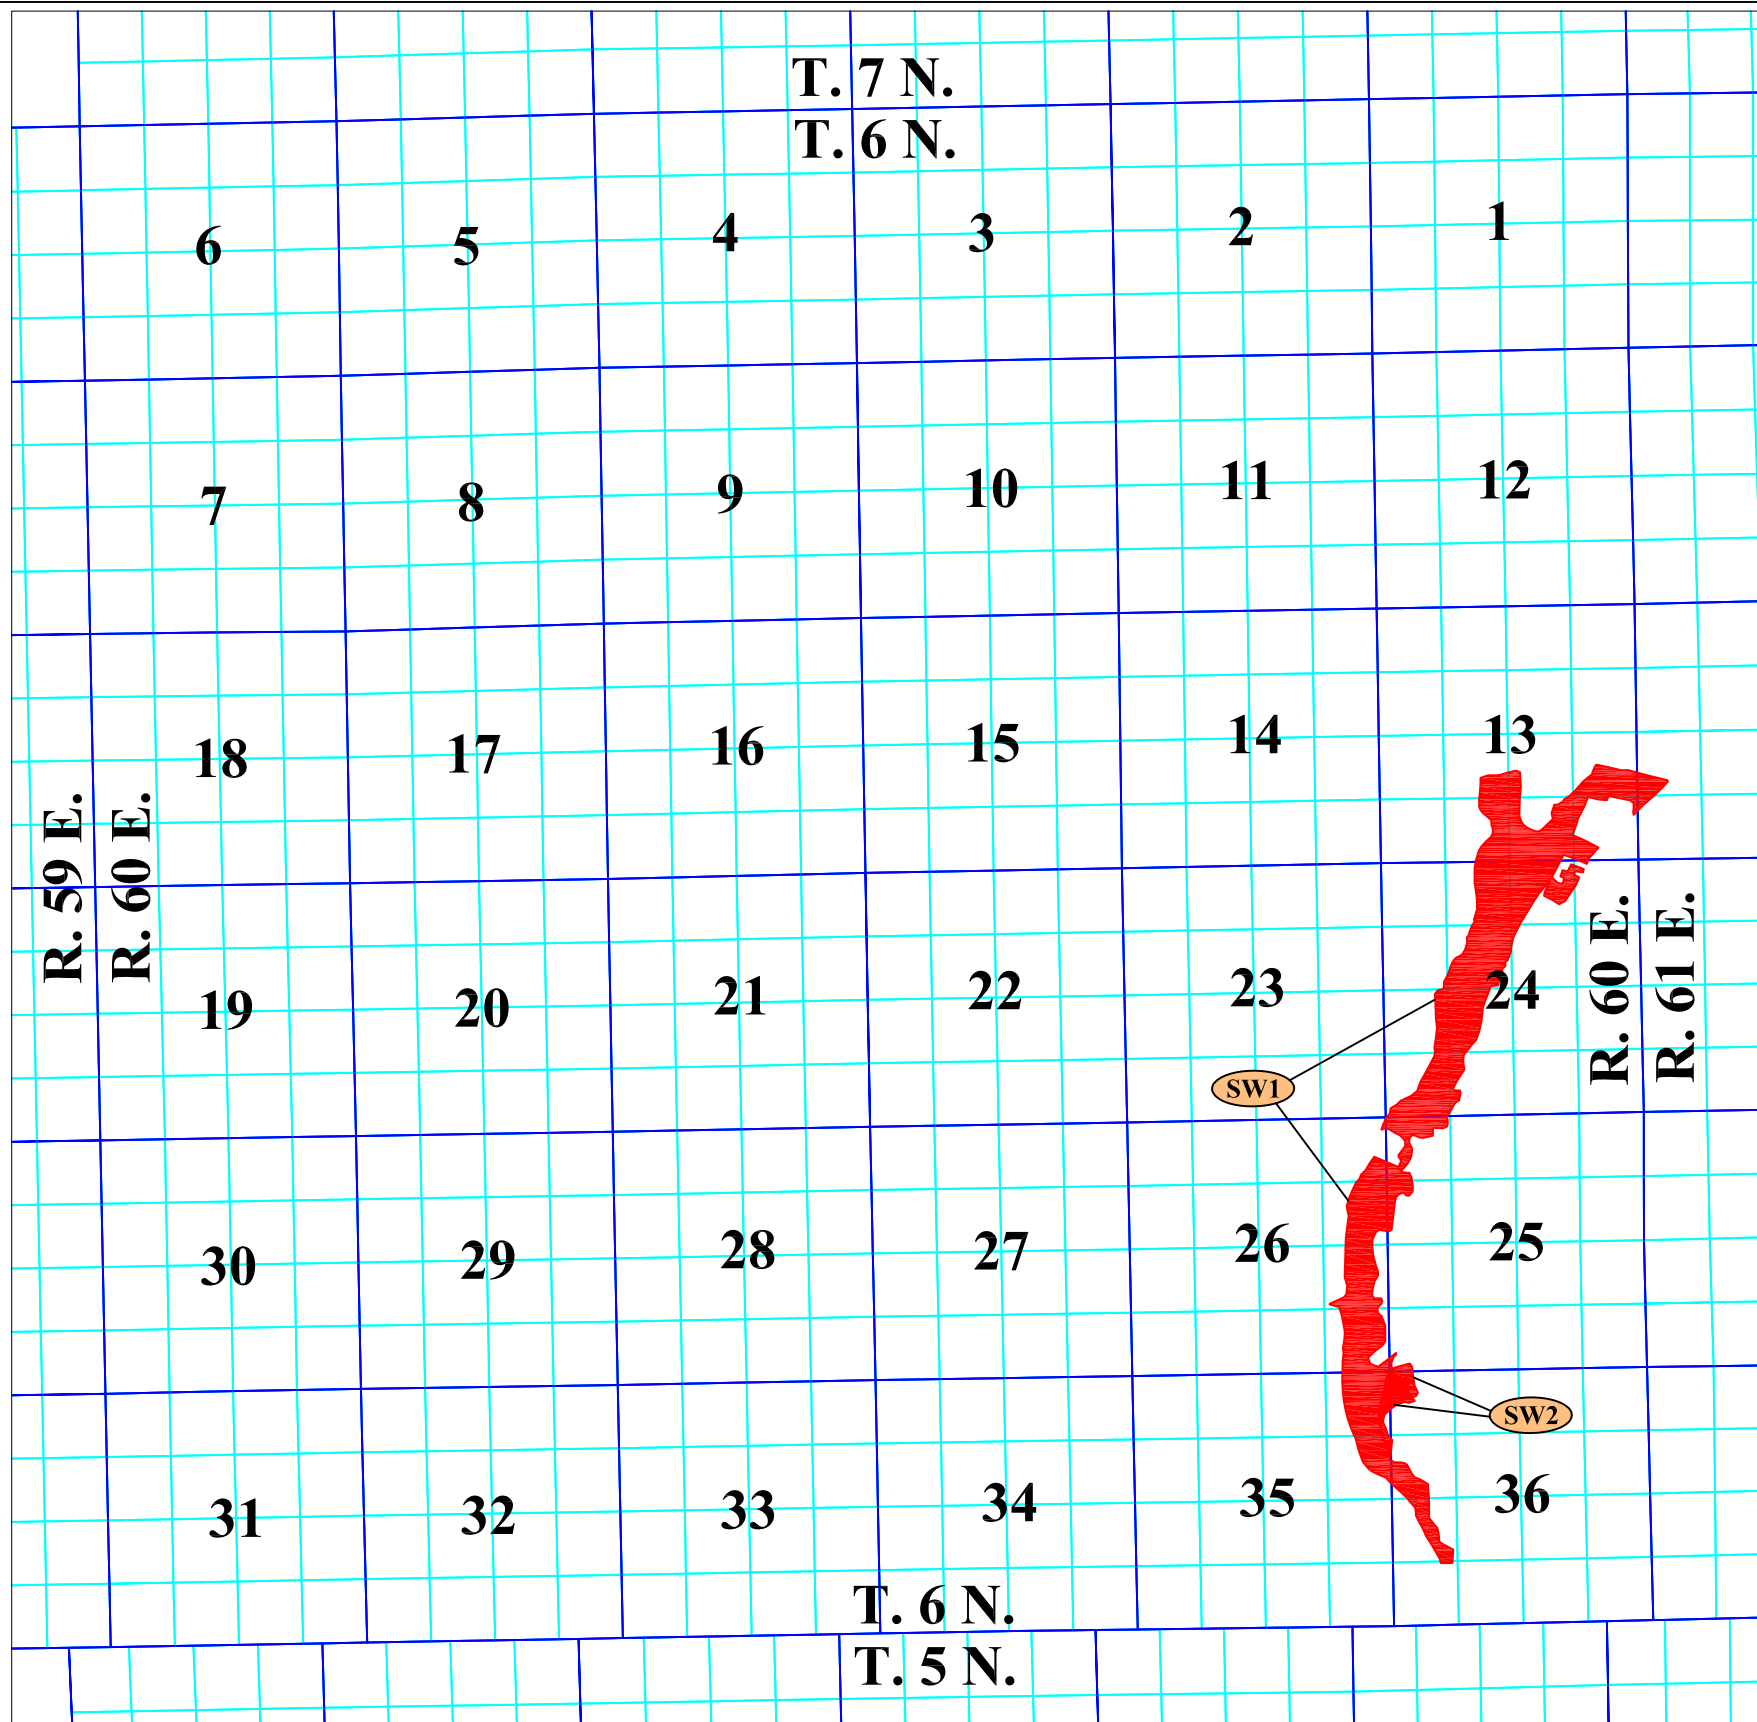 T. 7 N.
T. 6 N.
6 5 4 3 2 1
7 8 9 10 11 12
18 17 16 15 14 13
R. 59 E.
R. 60 E.
19 20 21 22 23 24
R. 60 E.
R. 61 E.
SW1
30 29 28 27 26 25
SW2
31 32 33 34 35 36
T. 6 N.
T. 5 N.